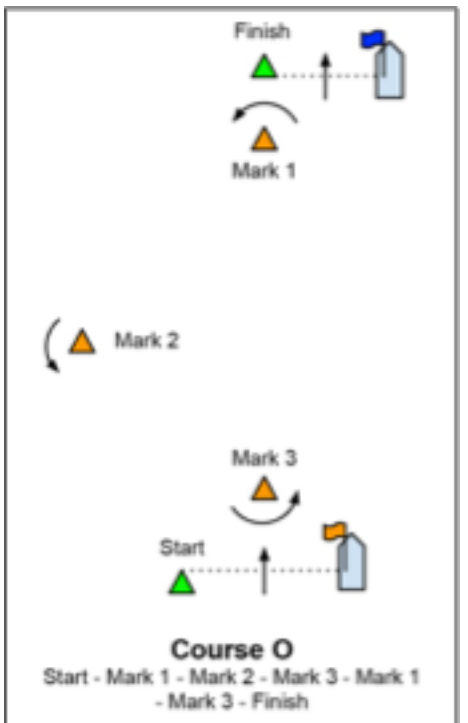 Finish
Mark 1
Mark 2
Mark 3
Start
Course O
Start - Mark 1 - Mark 2 - Mark 3 - Mark 1
- Mark 3 - Finish